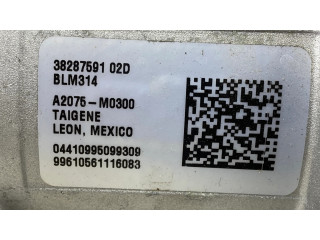 38287591 02D
BLM314
A2075-M0300
TAIGENE
LEON, MEXICO
04410995099309
99610561116083